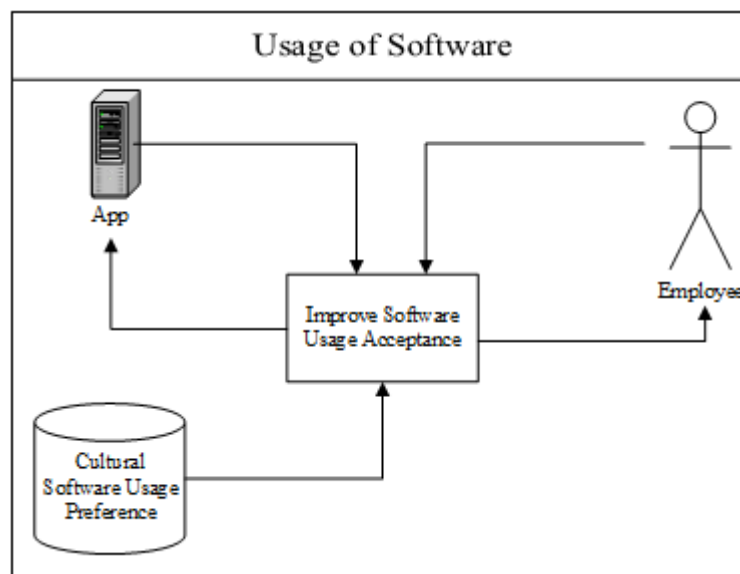 Usage of Software
App
Employee
Improve Software
Usage Acceptance
Cultural
Software Usage
Preference